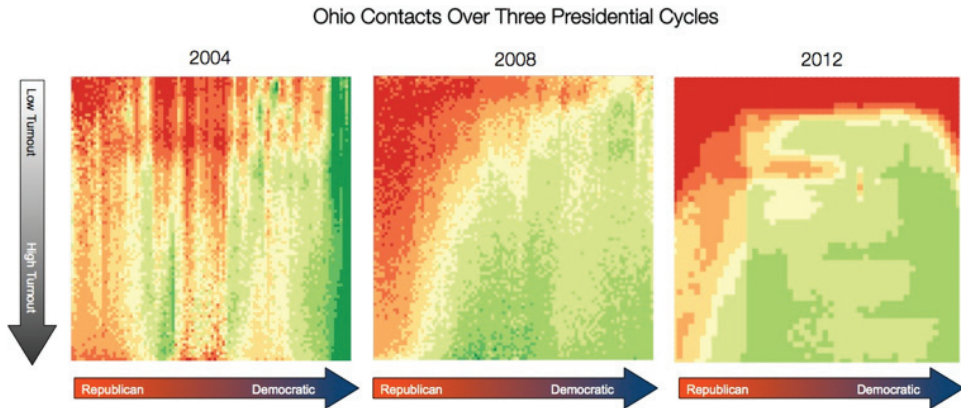 Ohio Contacts Over Three Presidential Cycles
2004
2008
2012
Low Turnout
High Turnout
Republican
Democratic
Republican
Democratic
Republican
Democratic